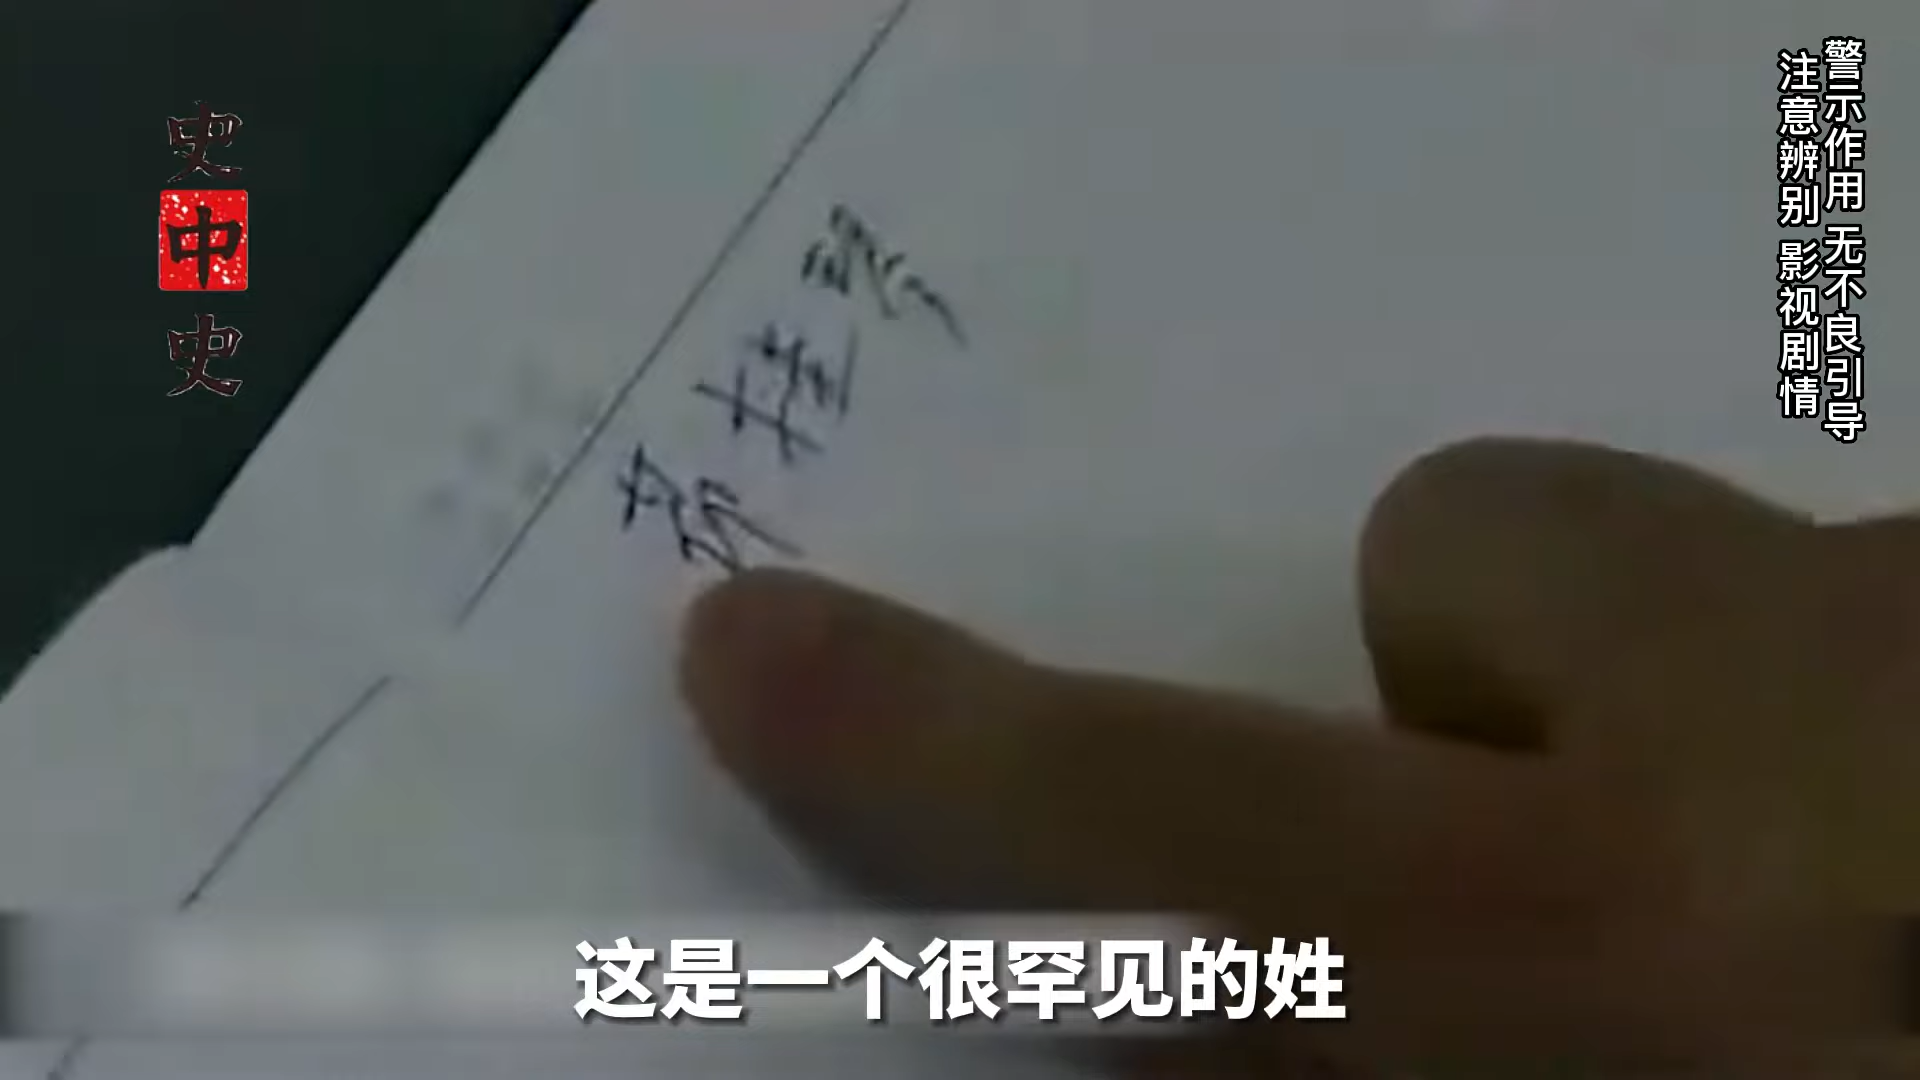 史中史
警示作用 无不良引导
注意辨别 影视剧情
这是一个很罕见的姓